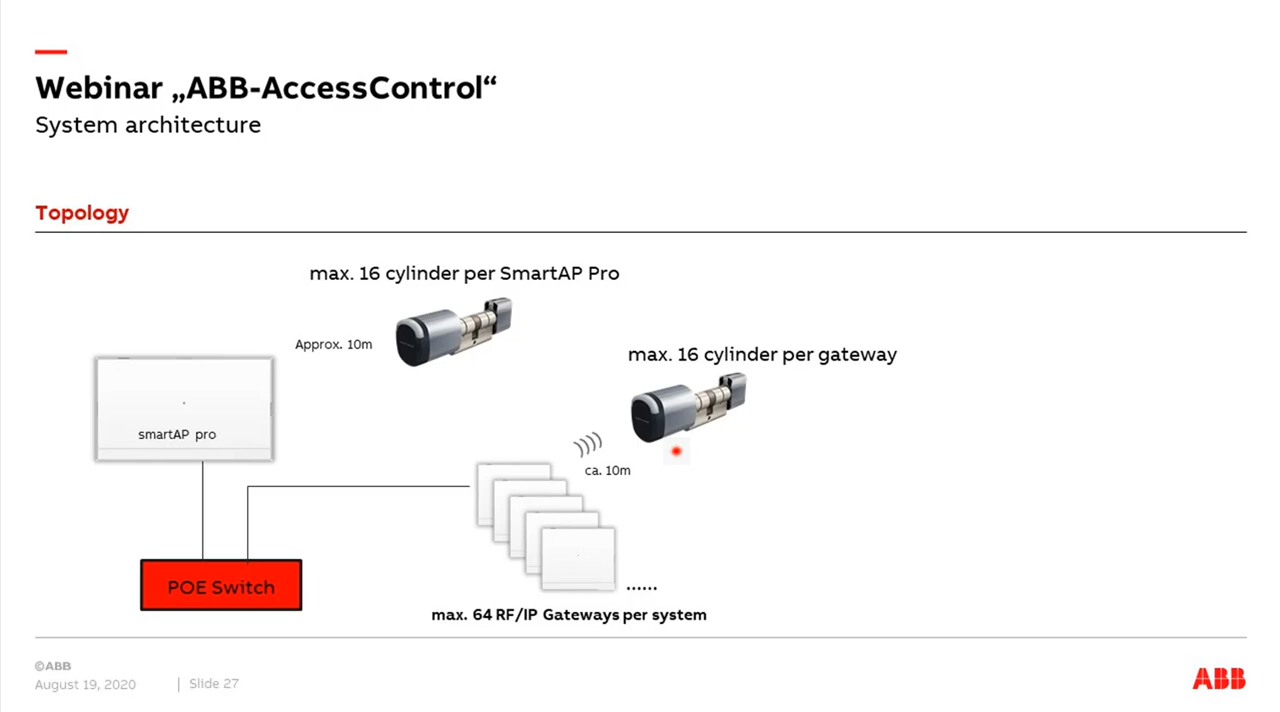 Webinar „ABB-AccessControl“
System architecture
Topology
max. 16 cylinder per SmartAP Pro
Approx. 10m
max. 16 cylinder per gateway
smartAP pro
ca. 10m
POE Switch
......
max. 64 RF/IP Gateways per system
©ABB
August 19, 2020 | Slide 27
ABB